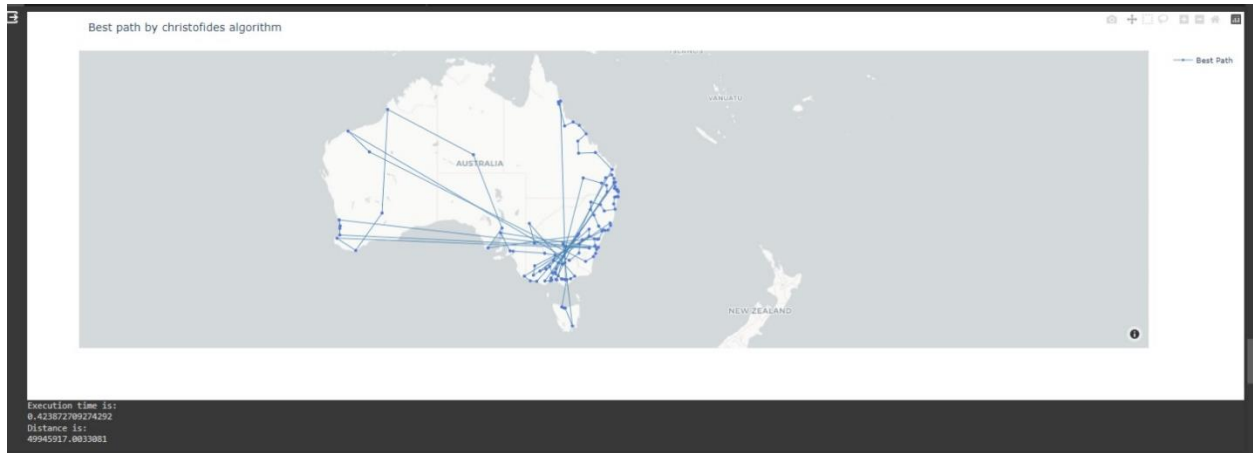 Best path by christofides algorithm
Best Path
VANUATU
AUSTRALIA
NEW ZEALAND
Execution time is:
0.423872709274292
Distance is:
49945917.0033081